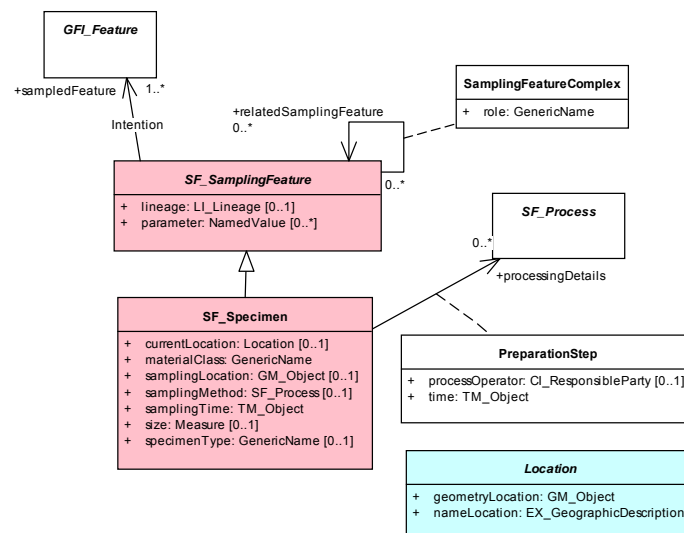 GFI_Feature
+sampledFeature
1..*
Intention
+relatedSamplingFeature
0..*
0..*
SamplingFeatureComplex
+ role: GenericName
SF_SamplingFeature
+ lineage: LI_Lineage [0..1]
+ parameter: NamedValue [0..*]
SF_Process
0..*
+processingDetails
SF_Specimen
+ currentLocation: Location [0..1]
+ materialClass: GenericName
+ samplingLocation: GM_Object [0..1]
+ samplingMethod: SF_Process [0..1]
+ samplingTime: TM_Object
+ size: Measure [0..1]
+ specimenType: GenericName [0..1]
PreparationStep
+ processOperator: CI_ResponsibleParty [0..1]
+ time: TM_Object
Location
+ geometryLocation: GM_Object
+ nameLocation: EX_GeographicDescription